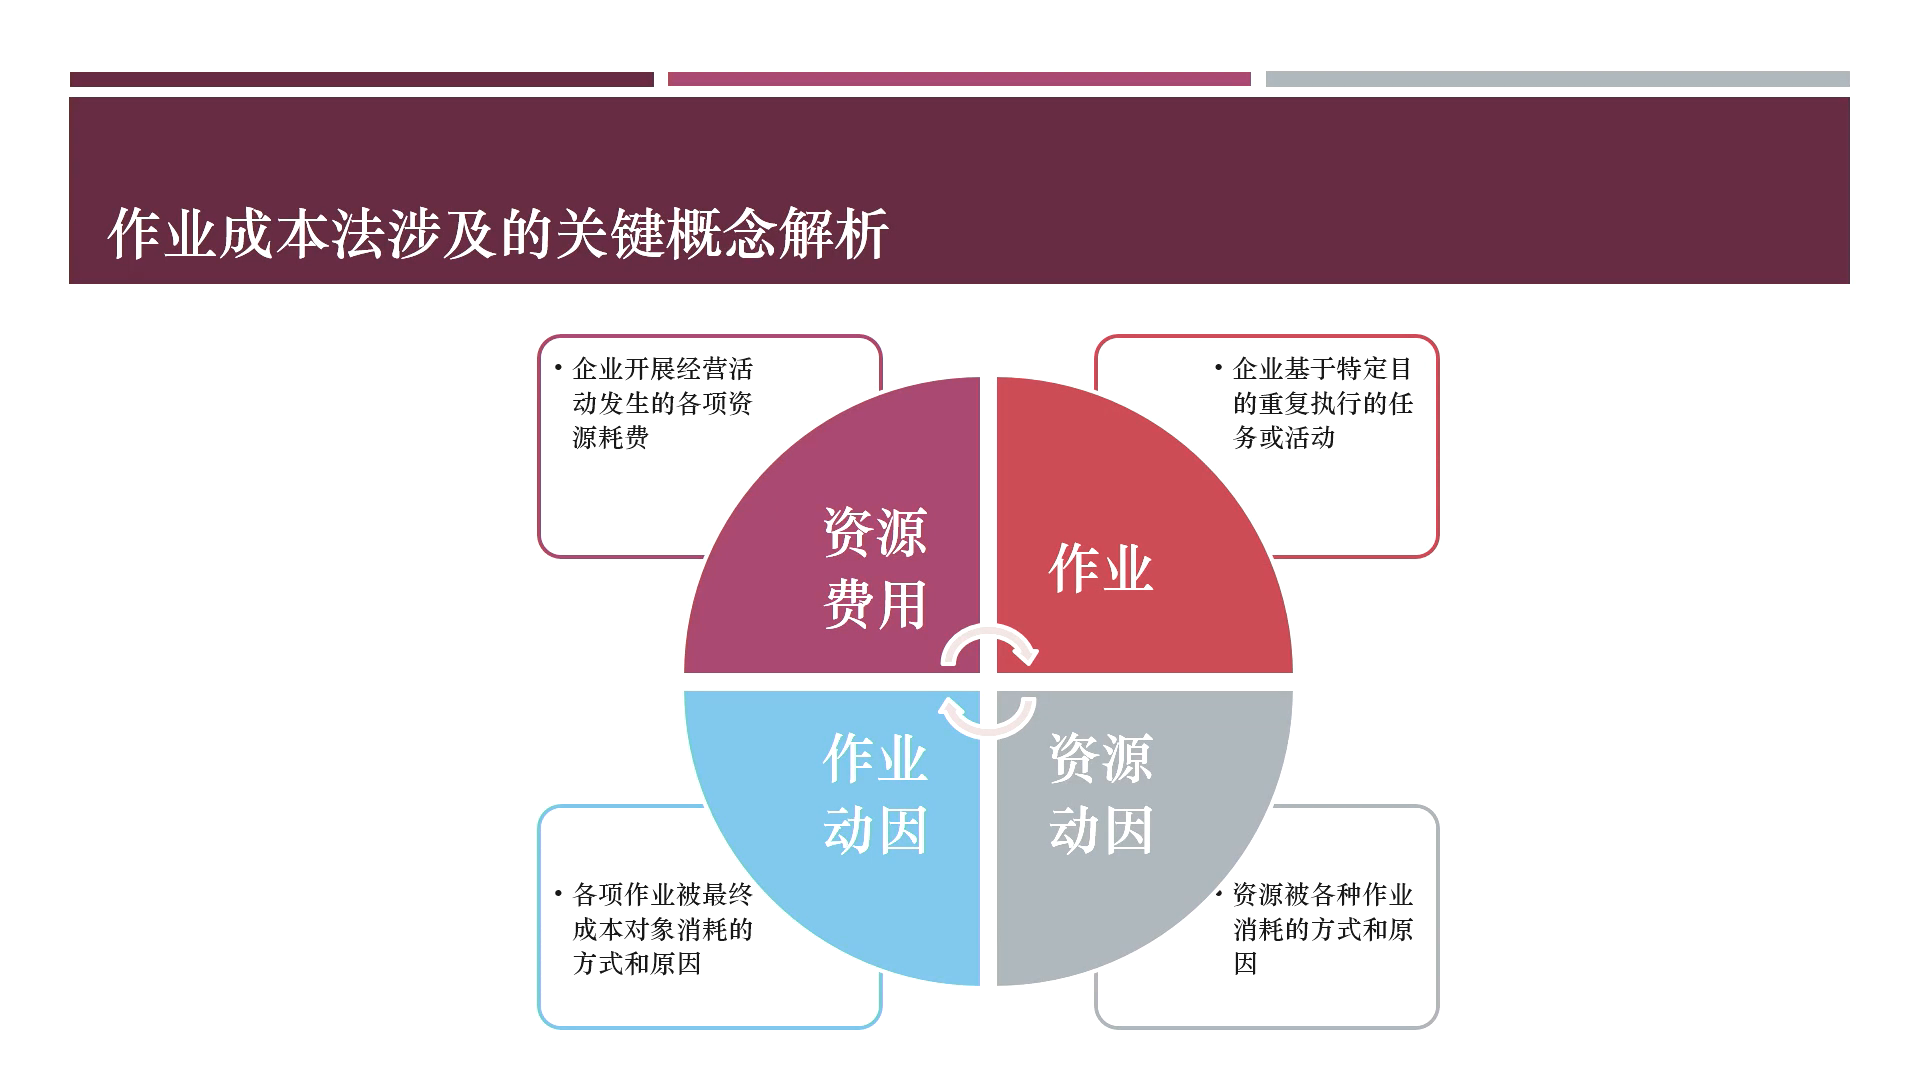 作业成本法涉及的关键概念解析
• 企业开展经营活
动发生的各项资
源耗费
• 企业基于特定目
的重复执行的任
务或活动
资源
费用
作业
作业
动因
资源
动因
• 各项作业被最终
成本对象消耗的
方式和原因
• 资源被各种作业
消耗的方式和原
因